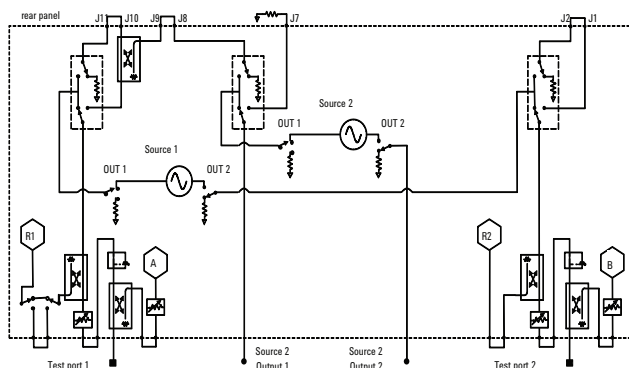 rear panel
J11 J10 J9 J8 J7 J2 J1
Source 2
OUT 1 OUT 2
Source 1
OUT 1 OUT 2
R1 A R2 B
Test port 1
Source 2
Output 1
Source 2
Output 2
Test port 2